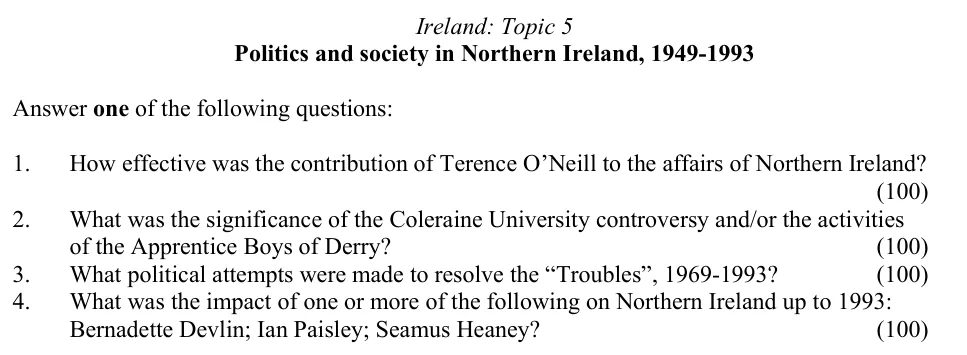 Ireland: Topic 5
Politics and society in Northern Ireland, 1949-1993
Answer one of the following questions:
1. How effective was the contribution of Terence O’Neill to the affairs of Northern Ireland?
(100)
2. What was the significance of the Coleraine University controversy and/or the activities
of the Apprentice Boys of Derry? (100)
3. What political attempts were made to resolve the “Troubles”, 1969-1993? (100)
4. What was the impact of one or more of the following on Northern Ireland up to 1993:
Bernadette Devlin; Ian Paisley; Seamus Heaney? (100)